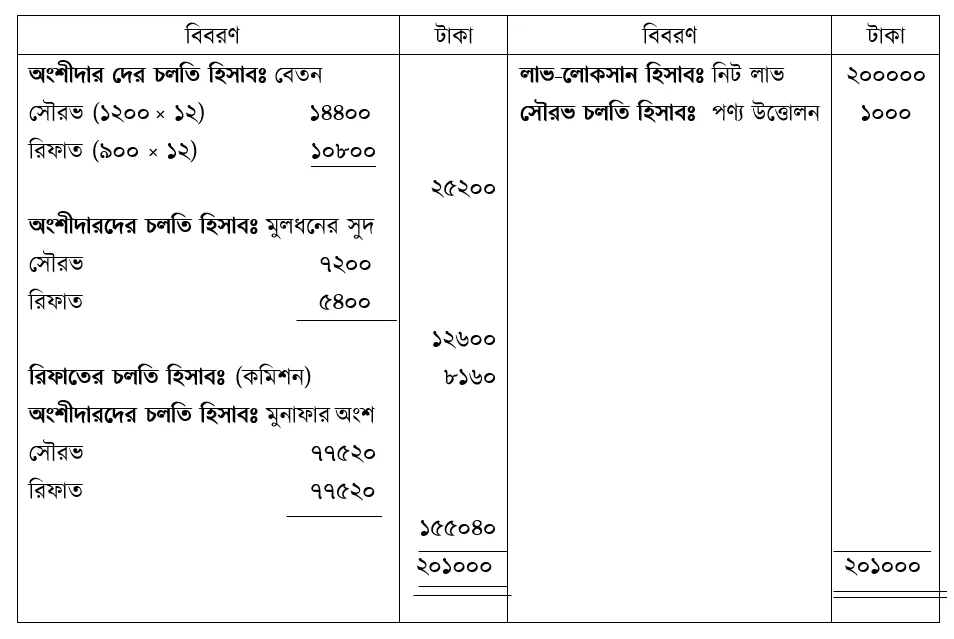 বিবরণ টাকা বিবরণ টাকা
অংশীদার দের চলতি হিসাবঃ বেতন লাভ-লোকসান হিসাবঃ নিট লাভ ২০০০০০
সৌরভ (১২০০ × ১২) ১৪৪০০ সৌরভ চলতি হিসাবঃ পণ্য উত্তোলন ১০০০
রিফাত (৯০০ × ১২) ১০৮০০
২৫২০০
অংশীদারদের চলতি হিসাবঃ মুলধনের সুদ
সৌরভ ৭২০০
রিফাত ৫৪০০
১২৬০০
রিফাতের চলতি হিসাবঃ (কমিশন) ৮১৬০
অংশীদারদের চলতি হিসাবঃ মুনাফার অংশ
সৌরভ ৭৭৫২০
রিফাত ৭৭৫২০
১৫৫০৪০
২০১০০০ ২০১০০০